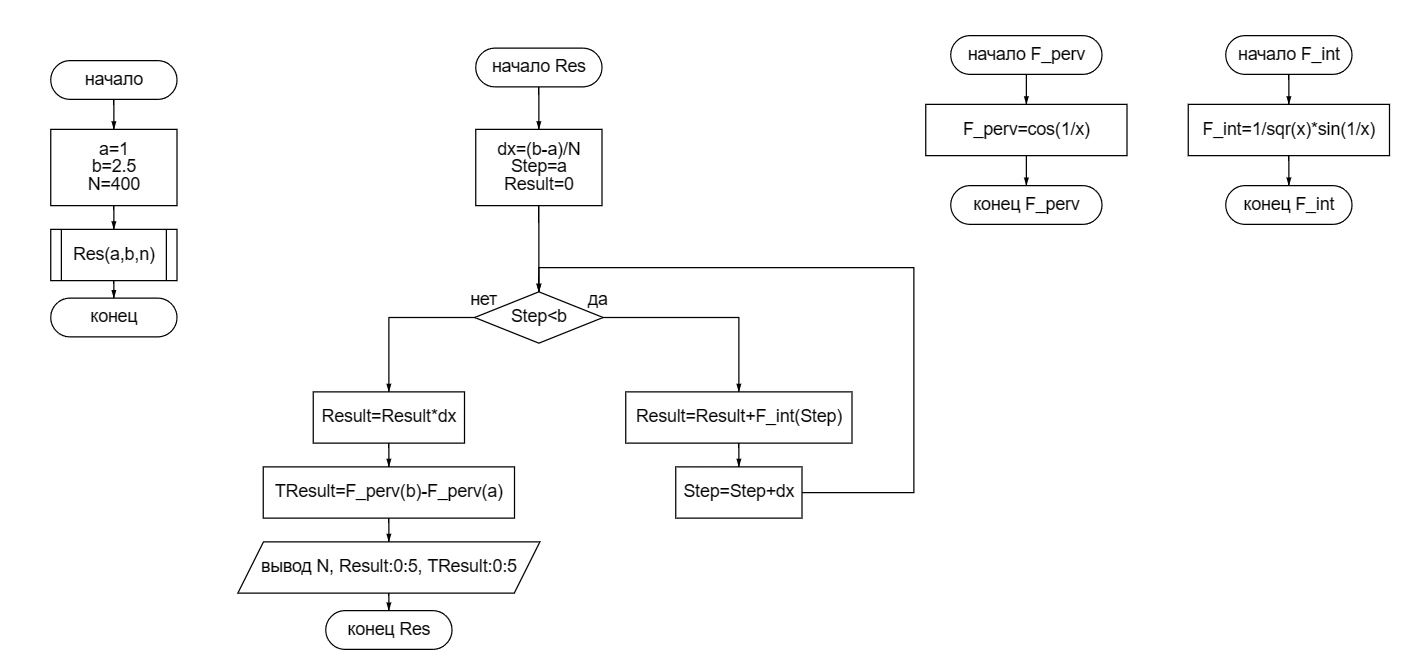 начало
a=1
b=2.5
N=400
Res(a,b,n)
конец
начало Res
dx=(b-a)/N
Step=a
Result=0
нет
да
Step<b
Result=Result*dx
TResult=F_perv(b)-F_perv(a)
вывод N, Result:0:5, TResult:0:5
конец Res
Result=Result+F_int(Step)
Step=Step+dx
начало F_perv
F_perv=cos(1/x)
конец F_perv
начало F_int
F_int=1/sqr(x)*sin(1/x)
конец F_int